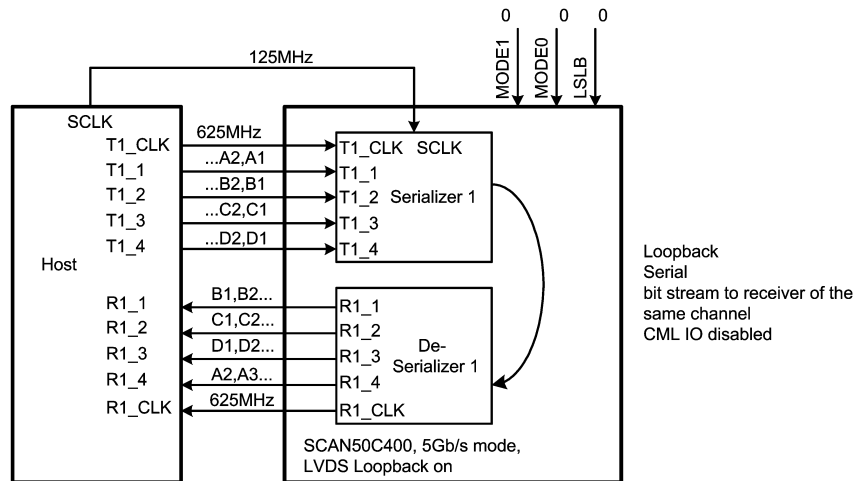 0 0 0
MODE1
MODE0
LSLB
125MHz
SCLK
T1_CLK 625MHz T1_CLK SCLK
T1_1 ...A2,A1 T1_1
T1_2 ...B2,B1 T1_2 Serializer 1
T1_3 ...C2,C1 T1_3
T1_4 ...D2,D1 T1_4
Host
R1_1 B1,B2... R1_1
R1_2 C1,C2... R1_2
R1_3 D1,D2... R1_3
R1_4 A2,A3... R1_4
R1_CLK 625MHz R1_CLK
De-
Serializer 1
SCAN50C400, 5Gb/s mode,
LVDS Loopback on
Loopback
Serial
bit stream to receiver of the
same channel
CML IO disabled